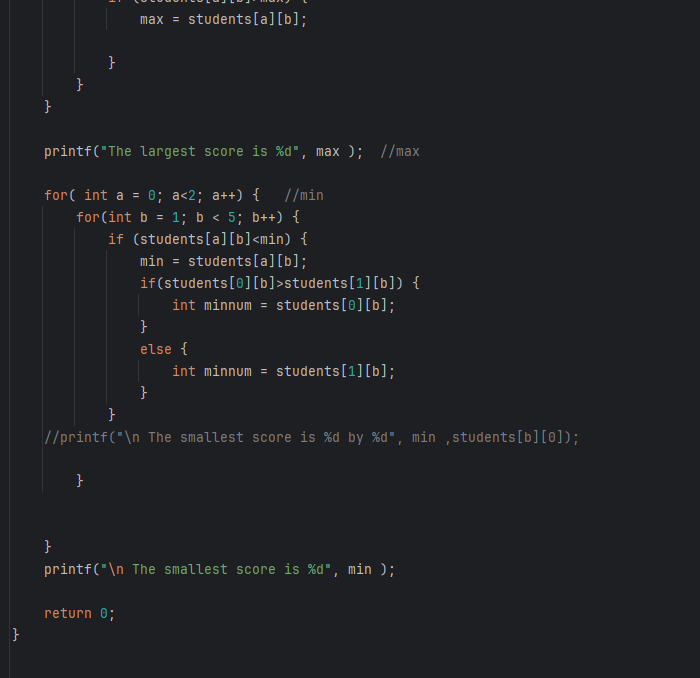 if (students[a][b]>max) {
max = students[a][b];
}
}
}
printf("The largest score is %d", max );  //max
for( int a = 0; a<2; a++) {   //min
for(int b = 1; b < 5; b++) {
if (students[a][b]<min) {
min = students[a][b];
if(students[0][b]>students[1][b]) {
int minnum = students[0][b];
}
else {
int minnum = students[1][b];
}
}
//printf("\n The smallest score is %d by %d", min ,students[b][0]);
}
}
printf("\n The smallest score is %d", min );
return 0;
}